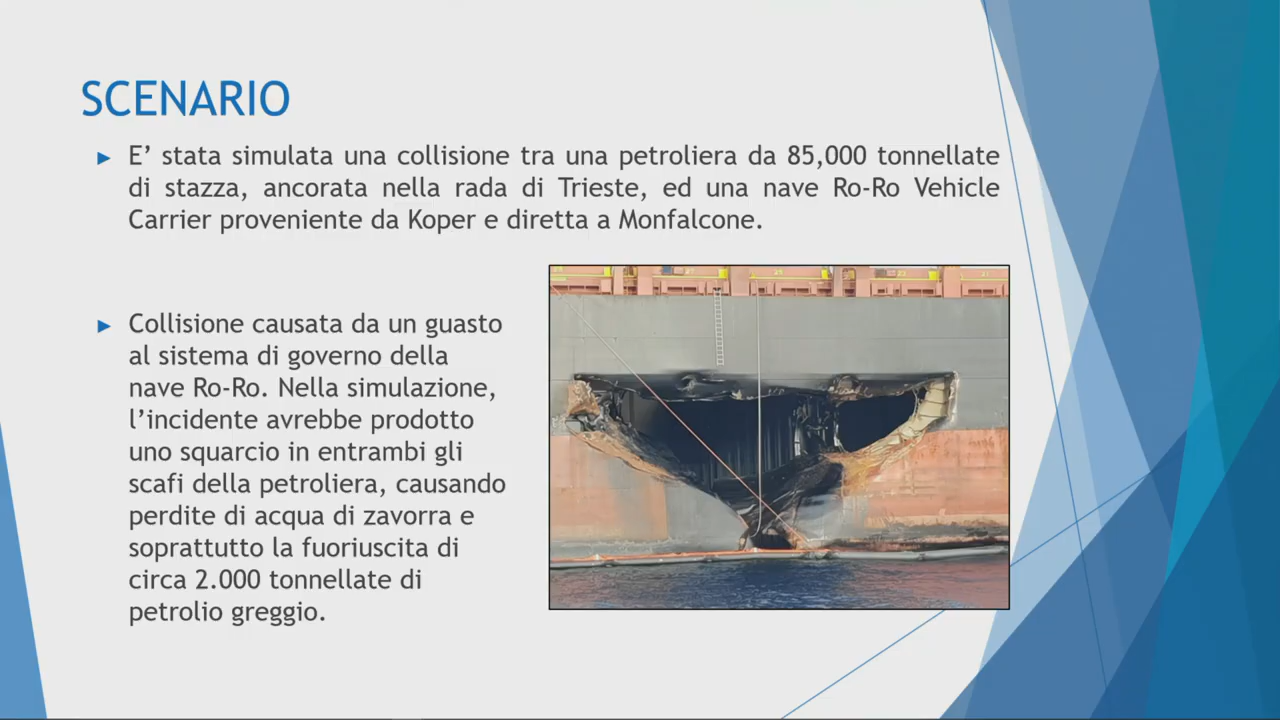 SCENARIO
E’ stata simulata una collisione tra una petroliera da 85,000 tonnellate
di stazza, ancorata nella rada di Trieste, ed una nave Ro-Ro Vehicle
Carrier proveniente da Koper e diretta a Monfalcone.
Collisione causata da un guasto
al sistema di governo della
nave Ro-Ro. Nella simulazione,
l’incidente avrebbe prodotto
uno squarcio in entrambi gli
scafi della petroliera, causando
perdite di acqua di zavorra e
soprattutto la fuoriuscita di
circa 2.000 tonnellate di
petrolio greggio.